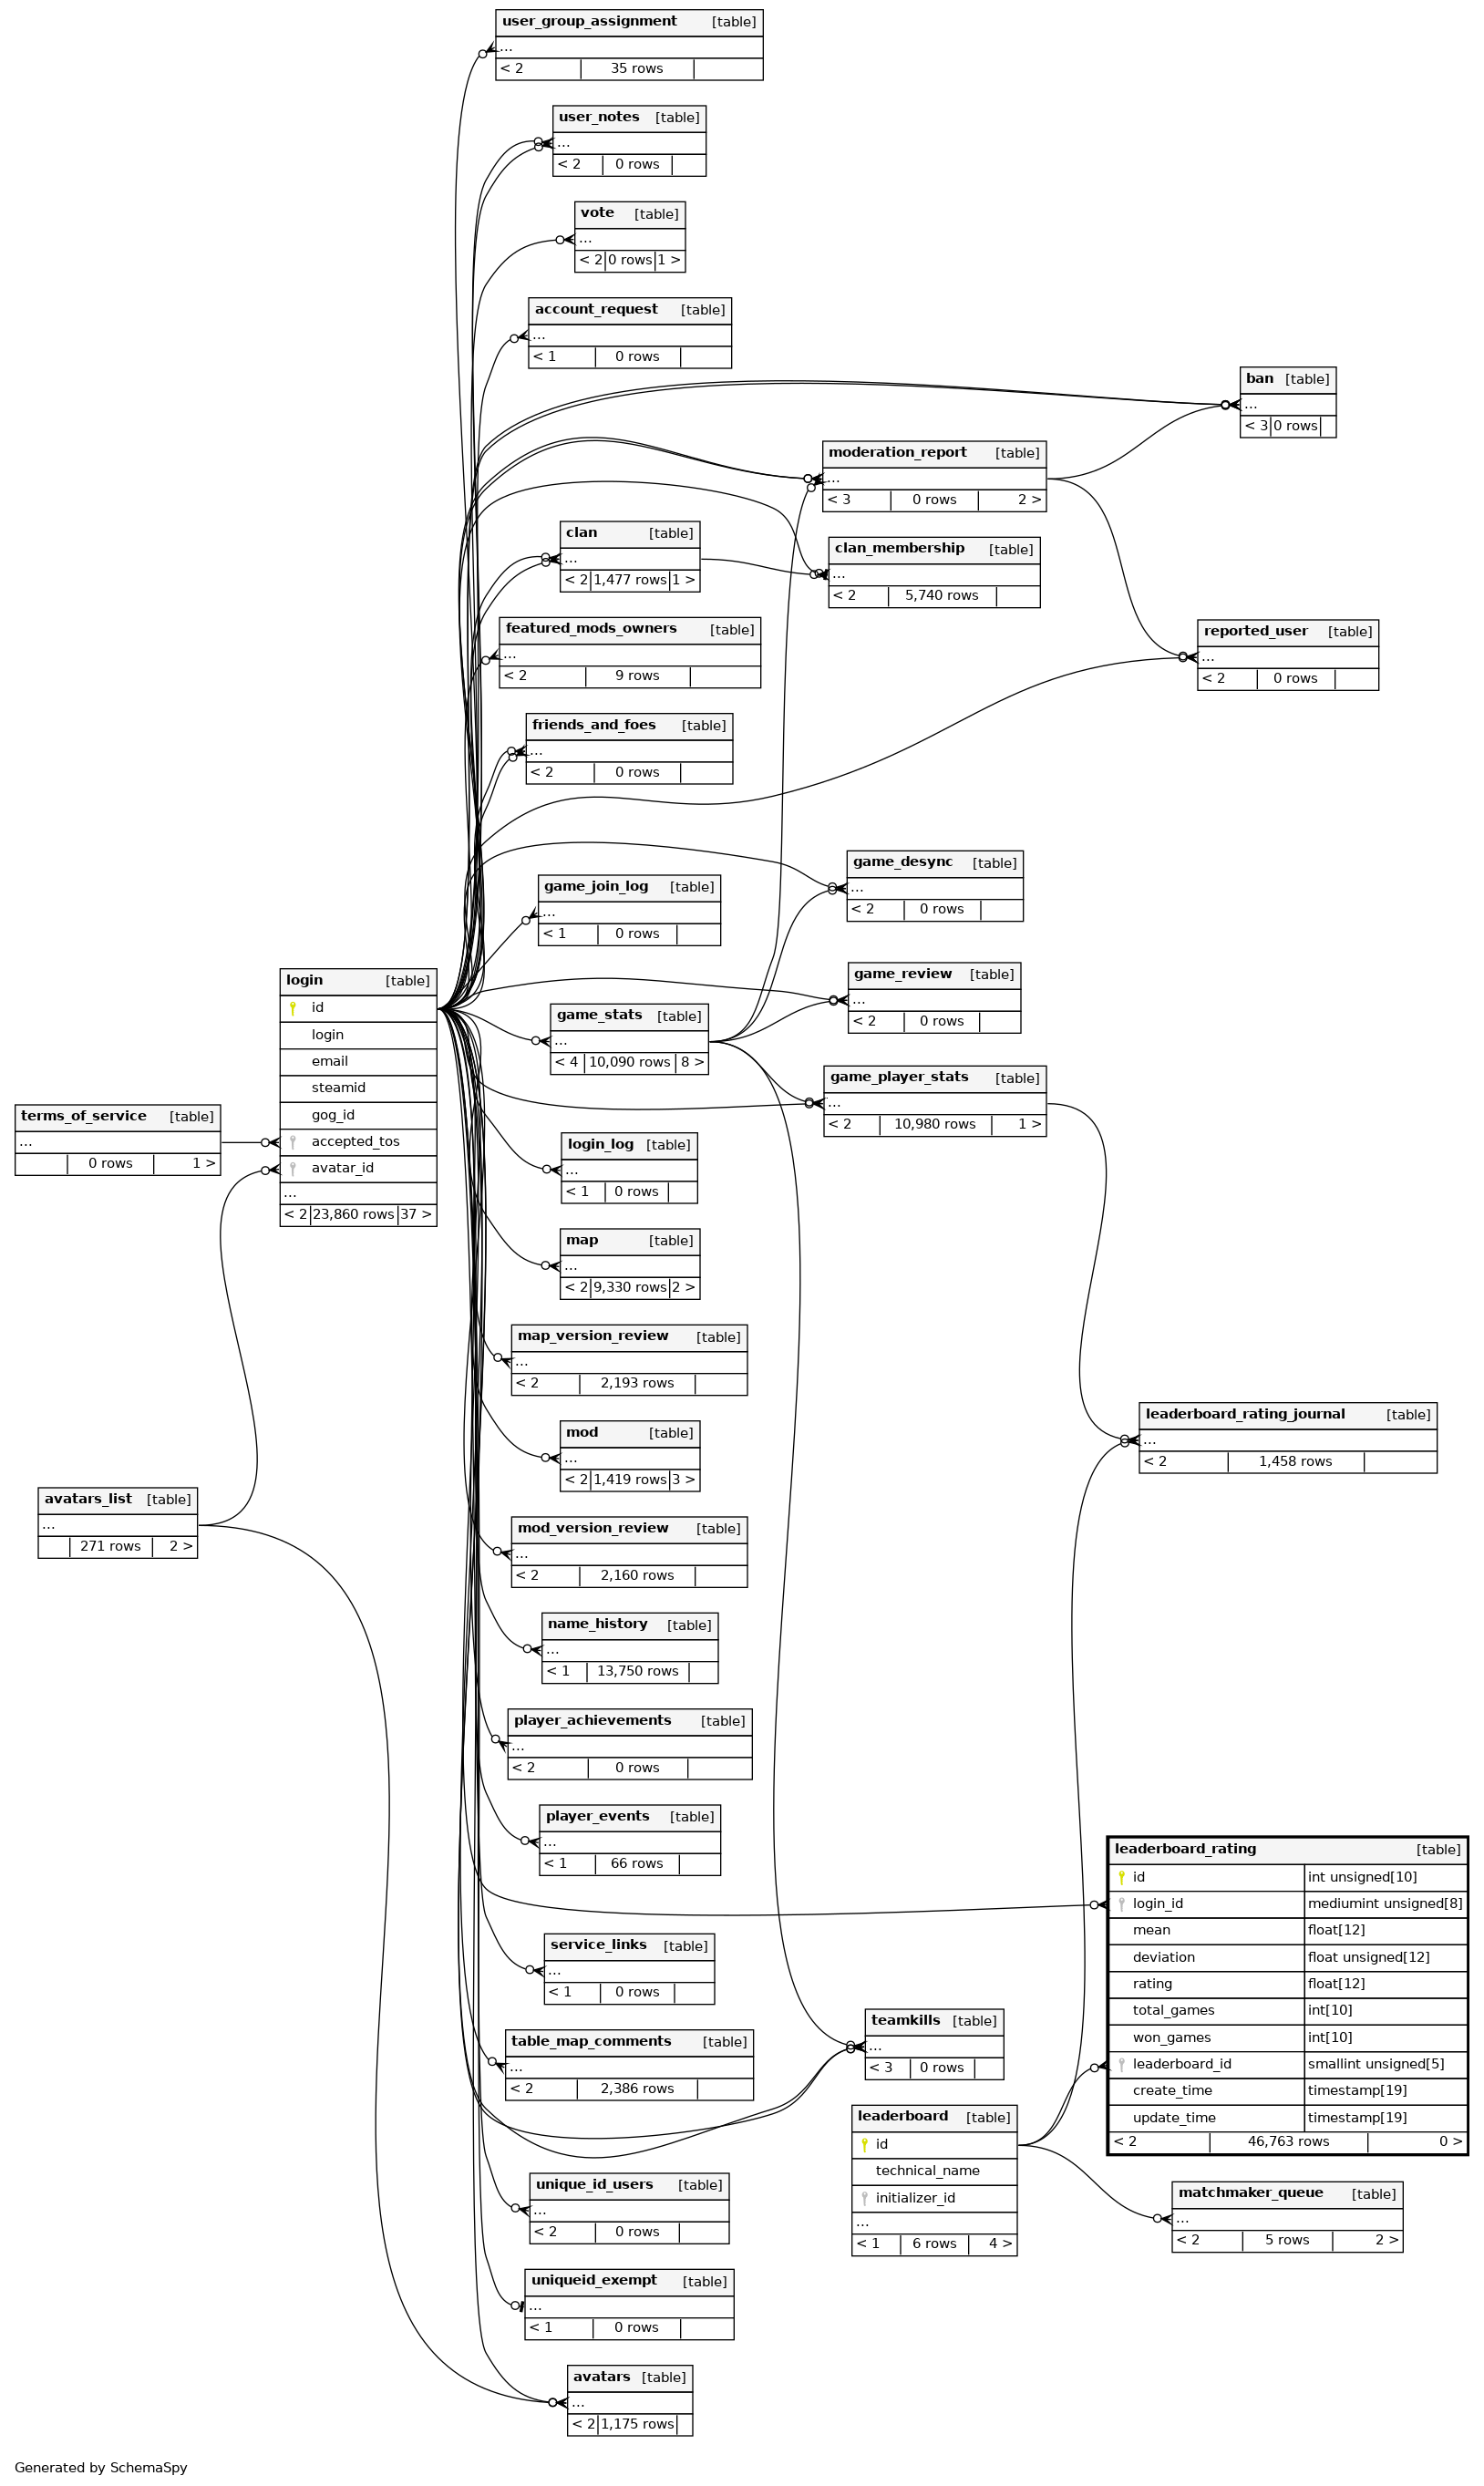 user_group_assignment [table]
...
< 2 35 rows
user_notes [table]
...
< 2 0 rows
vote [table]
...
< 2 0 rows 1 >
account_request [table]
...
< 1 0 rows
ban [table]
...
< 3 0 rows
moderation_report [table]
...
< 3 0 rows 2 >
clan [table]
...
< 2 1,477 rows 1 >
clan_membership [table]
...
< 2 5,740 rows
featured_mods_owners [table]
...
< 2 9 rows
reported_user [table]
...
< 2 0 rows
friends_and_foes [table]
...
< 2 0 rows
game_desync [table]
...
< 2 0 rows
game_join_log [table]
...
< 1 0 rows
game_review [table]
...
< 2 0 rows
login [table]
id
login
email
steamid
gog_id
accepted_tos
avatar_id
...
< 2 23,860 rows 37 >
game_stats [table]
...
< 4 10,090 rows 8 >
game_player_stats [table]
...
< 2 10,980 rows 1 >
terms_of_service [table]
...
0 rows 1 >
login_log [table]
...
< 1 0 rows
map [table]
...
< 2 9,330 rows 2 >
map_version_review [table]
...
< 2 2,193 rows
leaderboard_rating_journal [table]
...
< 2 1,458 rows
mod [table]
...
< 2 1,419 rows 3 >
avatars_list [table]
...
271 rows 2 >
mod_version_review [table]
...
< 2 2,160 rows
name_history [table]
...
< 1 13,750 rows
player_achievements [table]
...
< 2 0 rows
player_events [table]
...
< 1 66 rows
leaderboard_rating [table]
id int unsigned[10]
login_id mediumint unsigned[8]
mean float[12]
deviation float unsigned[12]
rating float[12]
total_games int[10]
won_games int[10]
leaderboard_id smallint unsigned[5]
create_time timestamp[19]
update_time timestamp[19]
< 2 46,763 rows 0 >
service_links [table]
...
< 1 0 rows
teamkills [table]
...
< 3 0 rows
table_map_comments [table]
...
< 2 2,386 rows
leaderboard [table]
id
technical_name
initializer_id
...
< 1 6 rows 4 >
unique_id_users [table]
...
< 2 0 rows
matchmaker_queue [table]
...
< 2 5 rows 2 >
uniqueid_exempt [table]
...
< 1 0 rows
avatars [table]
...
< 2 1,175 rows
Generated by SchemaSpy